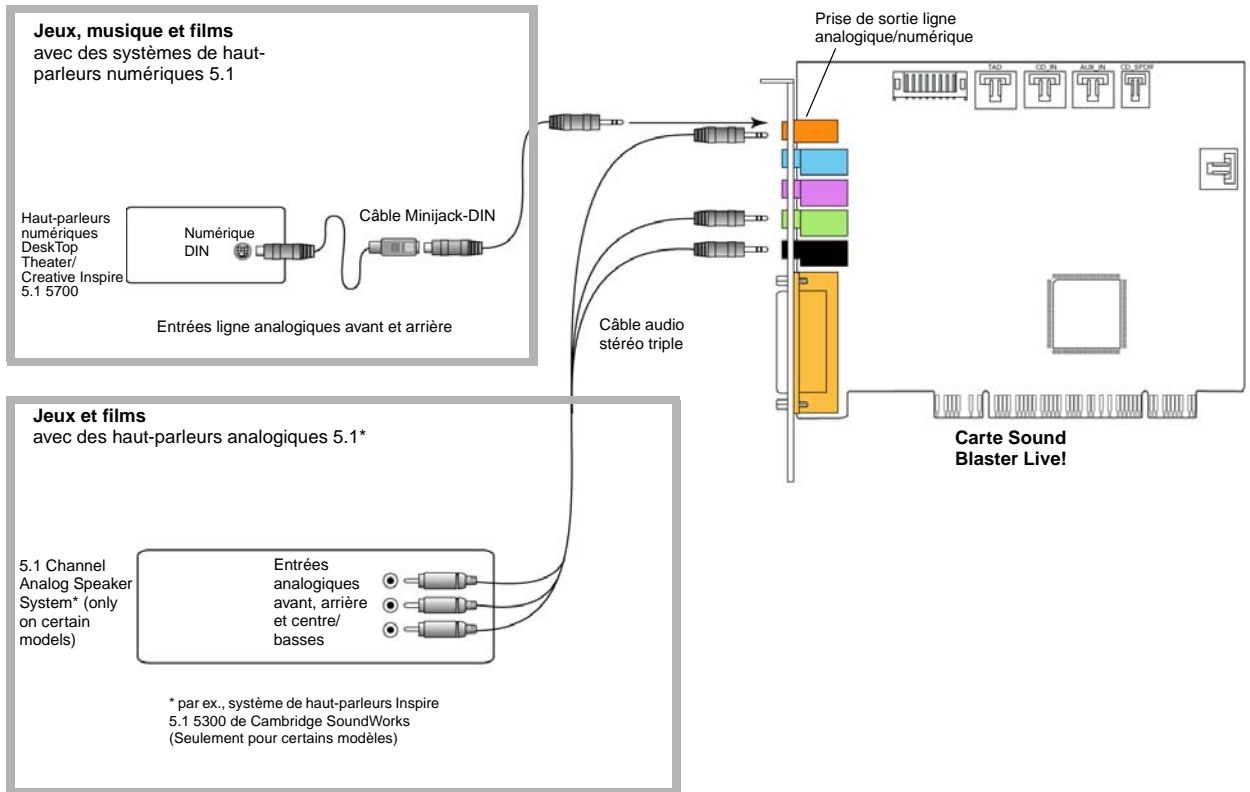 Jeux, musique et films
avec des systèmes de haut-
parleurs numériques 5.1
Haut-parleurs
numériques
DeskTop
Theater/
Creative Inspire
5.1 5700
Numérique
DIN
Câble Minijack-DIN
Entrées ligne analogiques avant et arrière
Prise de sortie ligne
analogique/numérique
TAD
CD_IN
AUX_IN
CD_SPDIF
Câble audio
stéréo triple
Carte Sound
Blaster Live!
Jeux et films
avec des haut-parleurs analogiques 5.1*
5.1 Channel
Analog Speaker
System* (only
on certain
models)
Entrées
analogiques
avant, arrière
et centre/
basses
* par ex., système de haut-parleurs Inspire
5.1 5300 de Cambridge SoundWorks
(Seulement pour certains modèles)